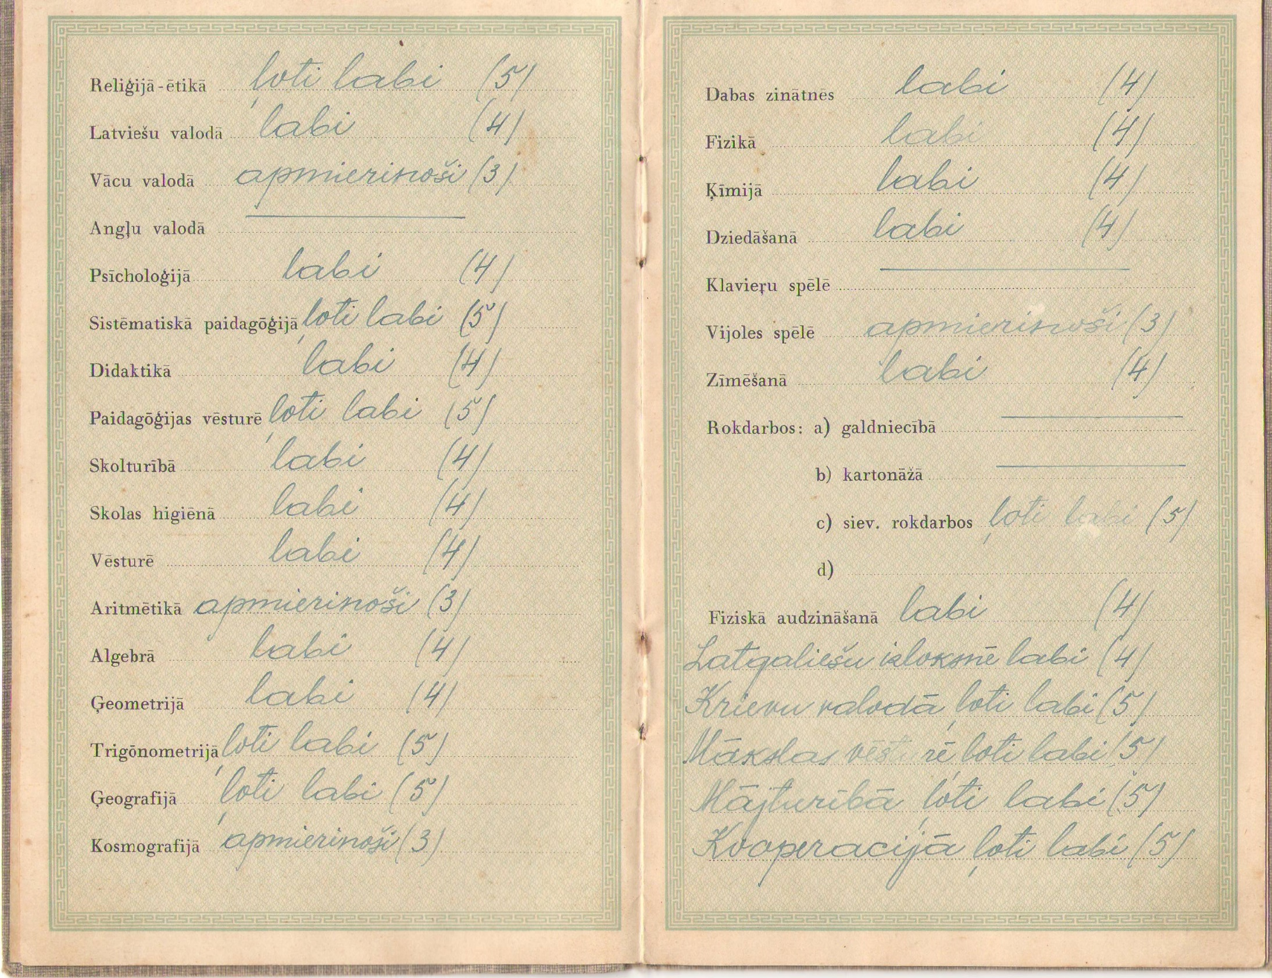 Reliģijā-ētikā ļoti labi (5)
Latviešu valodā labi (4)
Vācu valodā apmierinoši (3)
Angļu valodā
Psīcholoģijā labi (4)
Sistēmatiskā paidagōģijā ļoti labi (5)
Didaktikā labi (4)
Paidagōģijas vēsturē ļoti labi (5)
Skolturībā labi (4)
Skolas higiēnā labi (4)
Vēsturē labi (4)
Aritmētikā apmierinoši (3)
Algebrā labi (4)
Ģeometrijā labi (4)
Trigōnometrijā ļoti labi (5)
Ģeografijā ļoti labi (5)
Kosmografijā apmierinoši (3)
Dabas zinātnēs labi (4)
Fizikā labi (4)
Ķīmijā labi (4)
Dziedāšanā labi (4)
Klavieŗu spēlē
Vijoles spēlē apmierinoši (3)
Zīmēšanā labi (4)
Rokdarbos: a) galdniecībā
b) kartonāžā
c) siev. rokdarbos ļoti labi (5)
d)
Fiziskā audzināšanā labi (4)
Latgaliešu izloksnē labi (4)
Krievu valodā ļoti labi (5)
Mākslas vēsturē ļoti labi (5)
Mājturībā ļoti labi (5)
Kooperacijā ļoti labi (5)